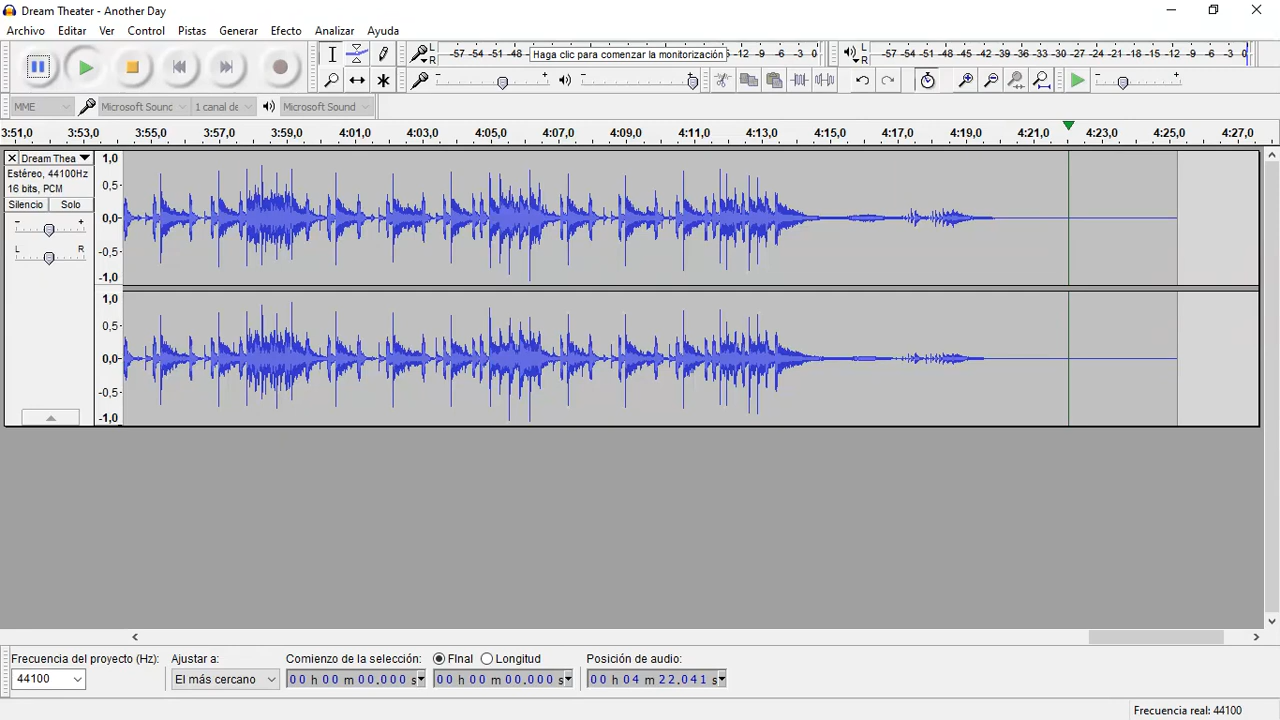 Dream Theater - Another Day
Archivo Editar Ver Control Pistas Generar Efecto Analizar Ayuda
L R -57 -54 -51 -48 Haga clic para comenzar la monitorización -12 -9 -6 -3 0 L R -57 -54 -51 -48 -45 -42 -39 -36 -33 -30 -27 -24 -21 -18 -15 -12 -9 -6 -3 0
- + - + - +
MME Microsoft Sound 1 canal de Microsoft Sound
3:51,0 3:53,0 3:55,0 3:57,0 3:59,0 4:01,0 4:03,0 4:05,0 4:07,0 4:09,0 4:11,0 4:13,0 4:15,0 4:17,0 4:19,0 4:21,0 4:23,0 4:25,0 4:27,0
Dream Thea 1,0
Estéreo, 44100Hz
16 bits, PCM 0,5
Silencio Solo
- + 0,0
L R -0,5
-1,0
1,0
0,5
0,0
-0,5
-1,0
Frecuencia del proyecto (Hz): Ajustar a: Comienzo de la selección: FInal Longitud Posición de audio:
44100 El más cercano 00 h 00 m 00.000 s 00 h 00 m 00.000 s 00 h 04 m 22.041 s
Frecuencia real: 44100